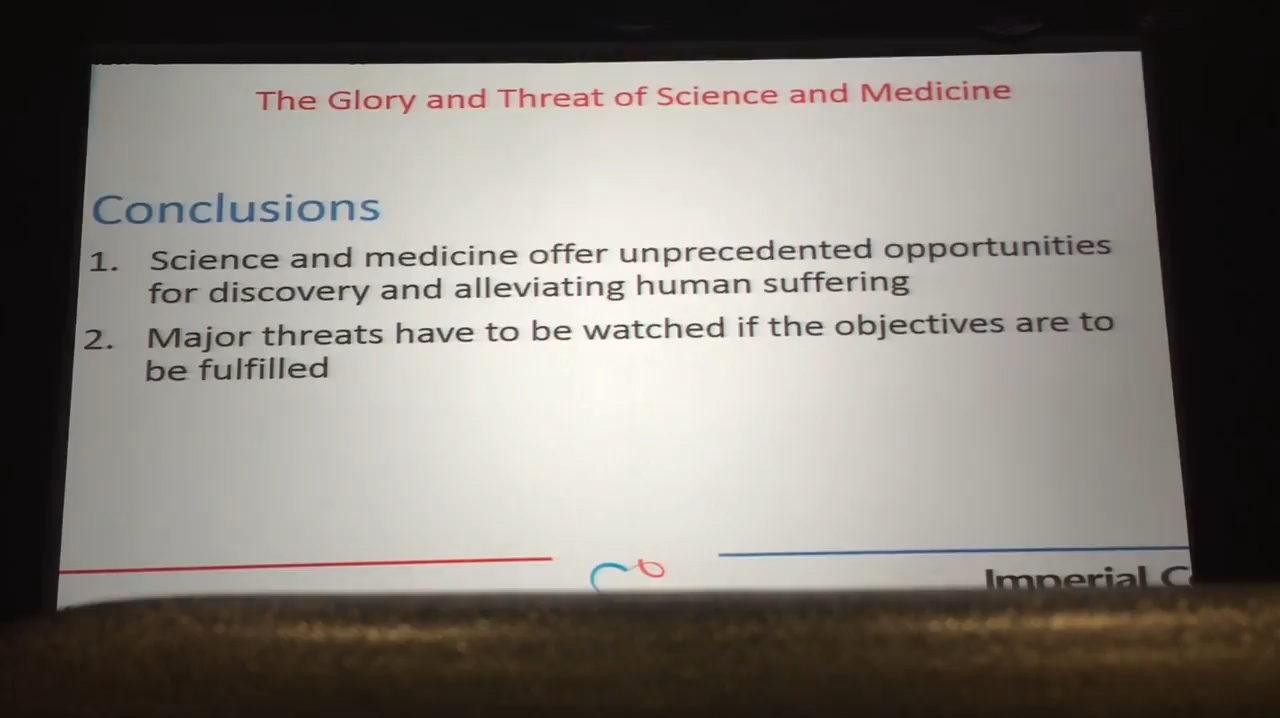 The Glory and Threat of Science and Medicine
Conclusions
1. Science and medicine offer unprecedented opportunities
for discovery and alleviating human suffering
2. Major threats have to be watched if the objectives are to
be fulfilled
Imperial